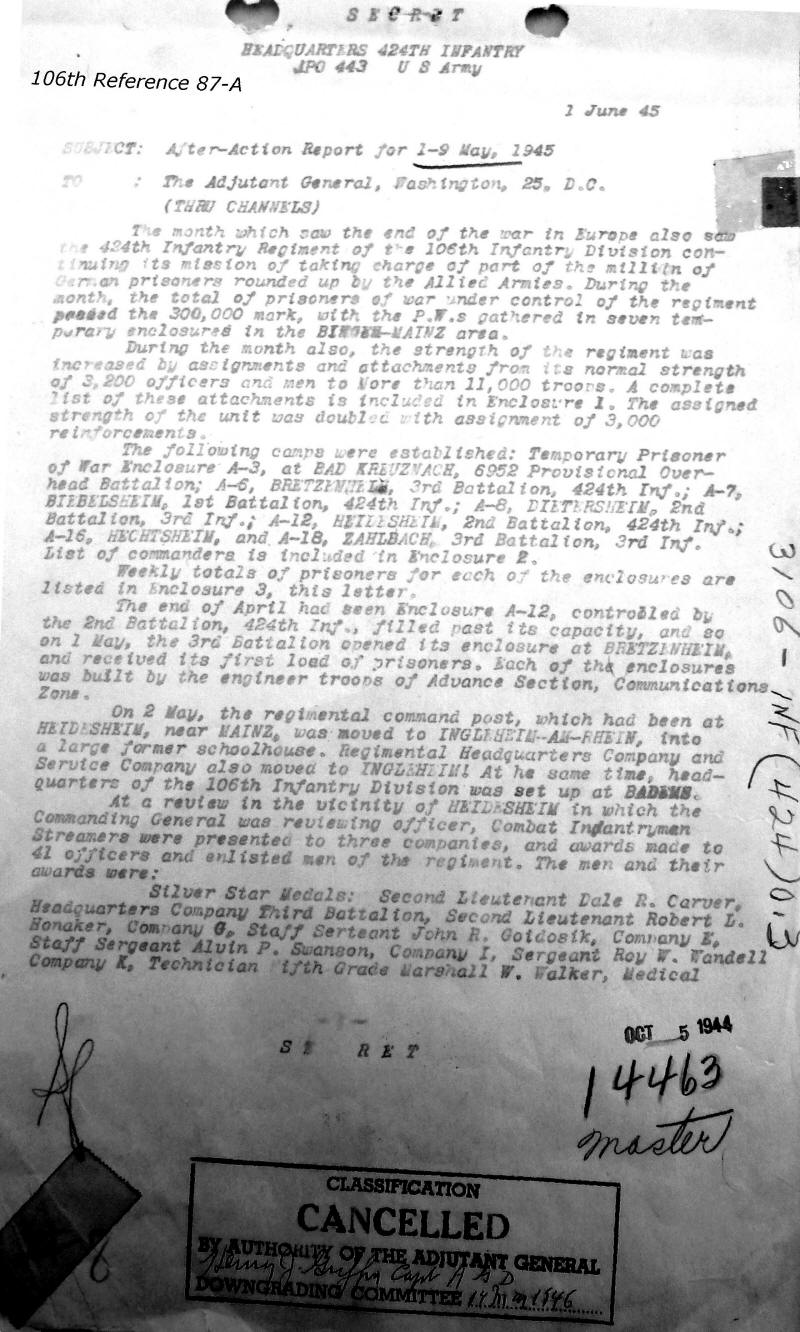 S E C R E T
HEADQUARTERS 424TH INFANTRY
APO 443 U S Army
106th Reference 87-A
1 June 45
SUBJECT: After-Action Report for 1-9 May, 1945
TO : The Adjutant General, Washington, 25, D.C.
(THRU CHANNELS)
The month which saw the end of the war in Europe also saw
the 424th Infantry Regiment of the 106th Infantry Division con-
tinuing its mission of taking charge of part of the millitn of
German prisoners rounded up by the Allied Armies. During the
month, the total of prisoners of war under control of the regiment
passed the 300,000 mark, with the P.W.s gathered in seven tem-
porary enclosures in the BINGEN-MAINZ area.
During the month also, the strength of the regiment was
increased by assignments and attachments from its normal strength
of 3,200 officers and men to More than 11,000 troops. A complete
list of these attachments is included in Enclosure 1. The assigned
strength of the unit was doubled with assignment of 3,000
reinforcements.
The following camps were established: Temporary Prisoner
of War Enclosure A-3, at BAD KREUZNACH, 6952 Provisional Over-
head Battalion; A-6, BRETZENHEIM, 3rd Battalion, 424th Inf.; A-7,
BIEBELSHEIM, 1st Battalion, 424th Inf.; A-8, DIETERSHEIM, 2nd
Battalion, 3rd Inf.; A-12, HEIDESHEIM, 2nd Battalion, 424th Inf.;
A-16, HECHTSHEIM, and A-18, ZAHLBACH, 3rd Battalion, 3rd Inf.
List of commanders is included in Enclosure 2.
Weekly totals of prisoners for each of the enclosures are
listed in Enclosure 3, this letter.
The end of April had seen Enclosure A-12, controlled by
the 2nd Battalion, 424th Inf., filled past its capacity, and so
on 1 May, the 3rd Battalion opened its enclosure at BRETZENHEIM,
and received its first load of prisoners. Each of the enclosures
was built by the engineer troops of Advance Section, Communications
Zone.
On 2 May, the regimental command post, which had been at
HEIDESHEIM, near MAINZ, was moved to INGLEHEIM-AM-RHEIN, into
a large former schoolhouse. Regimental Headquarters Company and
Service Company also moved to INGLEHEIM! At he same time, head-
quarters of the 106th Infantry Division was set up at BADEMS.
At a review in the vicinity of HEIDESHEIM in which the
Commanding General was reviewing officer, Combat Infantryman
Streamers were presented to three companies, and awards made to
41 officers and enlisted men of the regiment. The men and their
awards were:
Silver Star Medals: Second Lieutenant Dale R. Carver,
Headquarters Company Third Battalion, Second Lieutenant Robert L.
Honaker, Company G, Staff Serteant John R. Goidosik, Company E,
Staff Sergeant Alvin P. Swanson, Company I, Sergeant Roy W. Wandell
Company K, Technician Fifth Grade Marshall W. Walker, Medical
S E RET
3106-INF(424)0.3
OCT 5 1944
14463
master
CLASSIFICATION
CANCELLED
BY AUTHORITY OF THE ADJUTANT GENERAL
Henry J. Capt A G D
DOWNGRADING COMMITTEE 1946